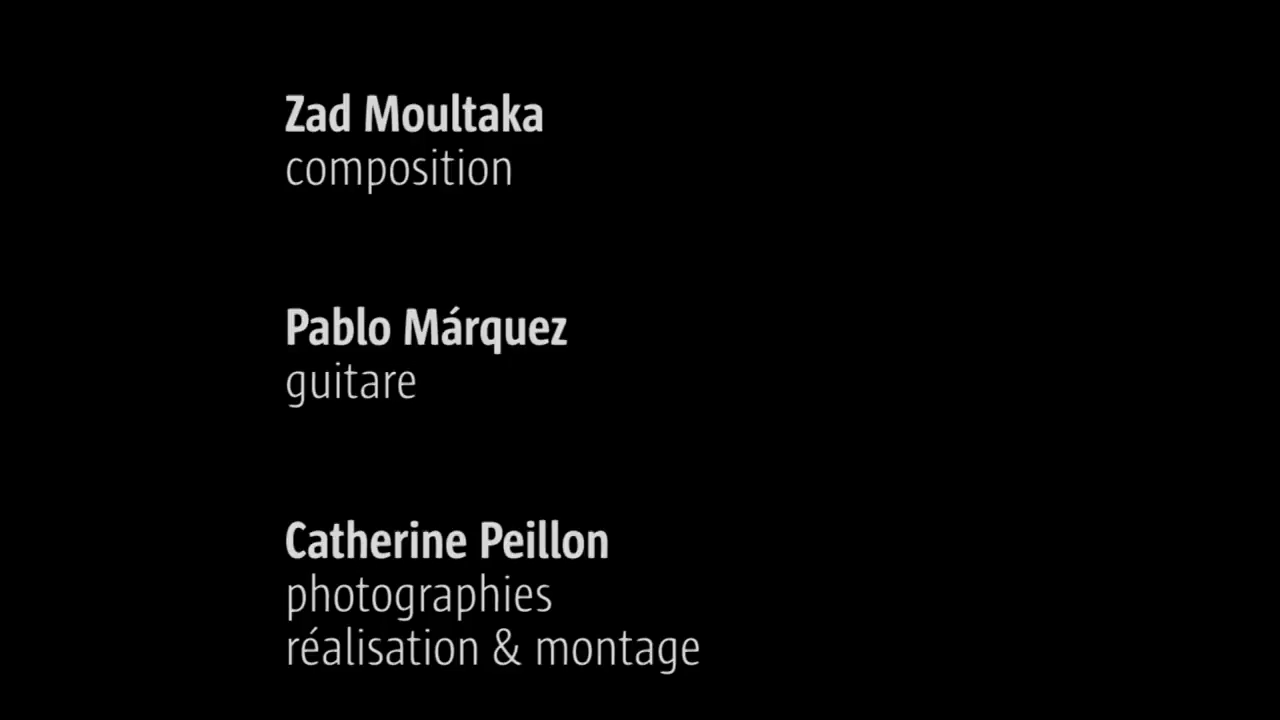 Zad Moultaka
composition
Pablo Márquez
guitare
Catherine Peillon
photographies
réalisation & montage